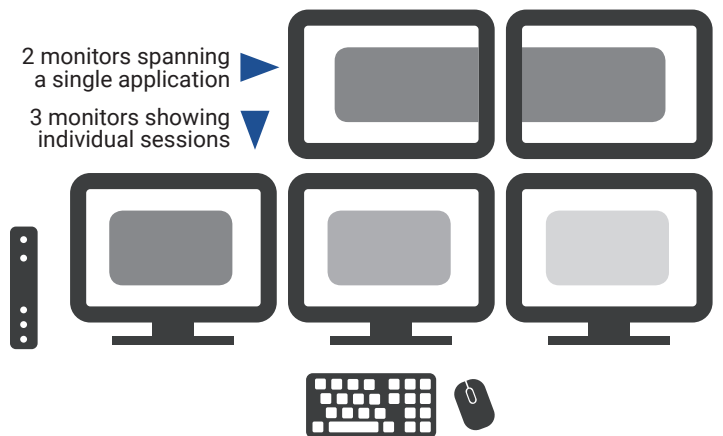 2 monitors spanning
a single application
3 monitors showing
individual sessions